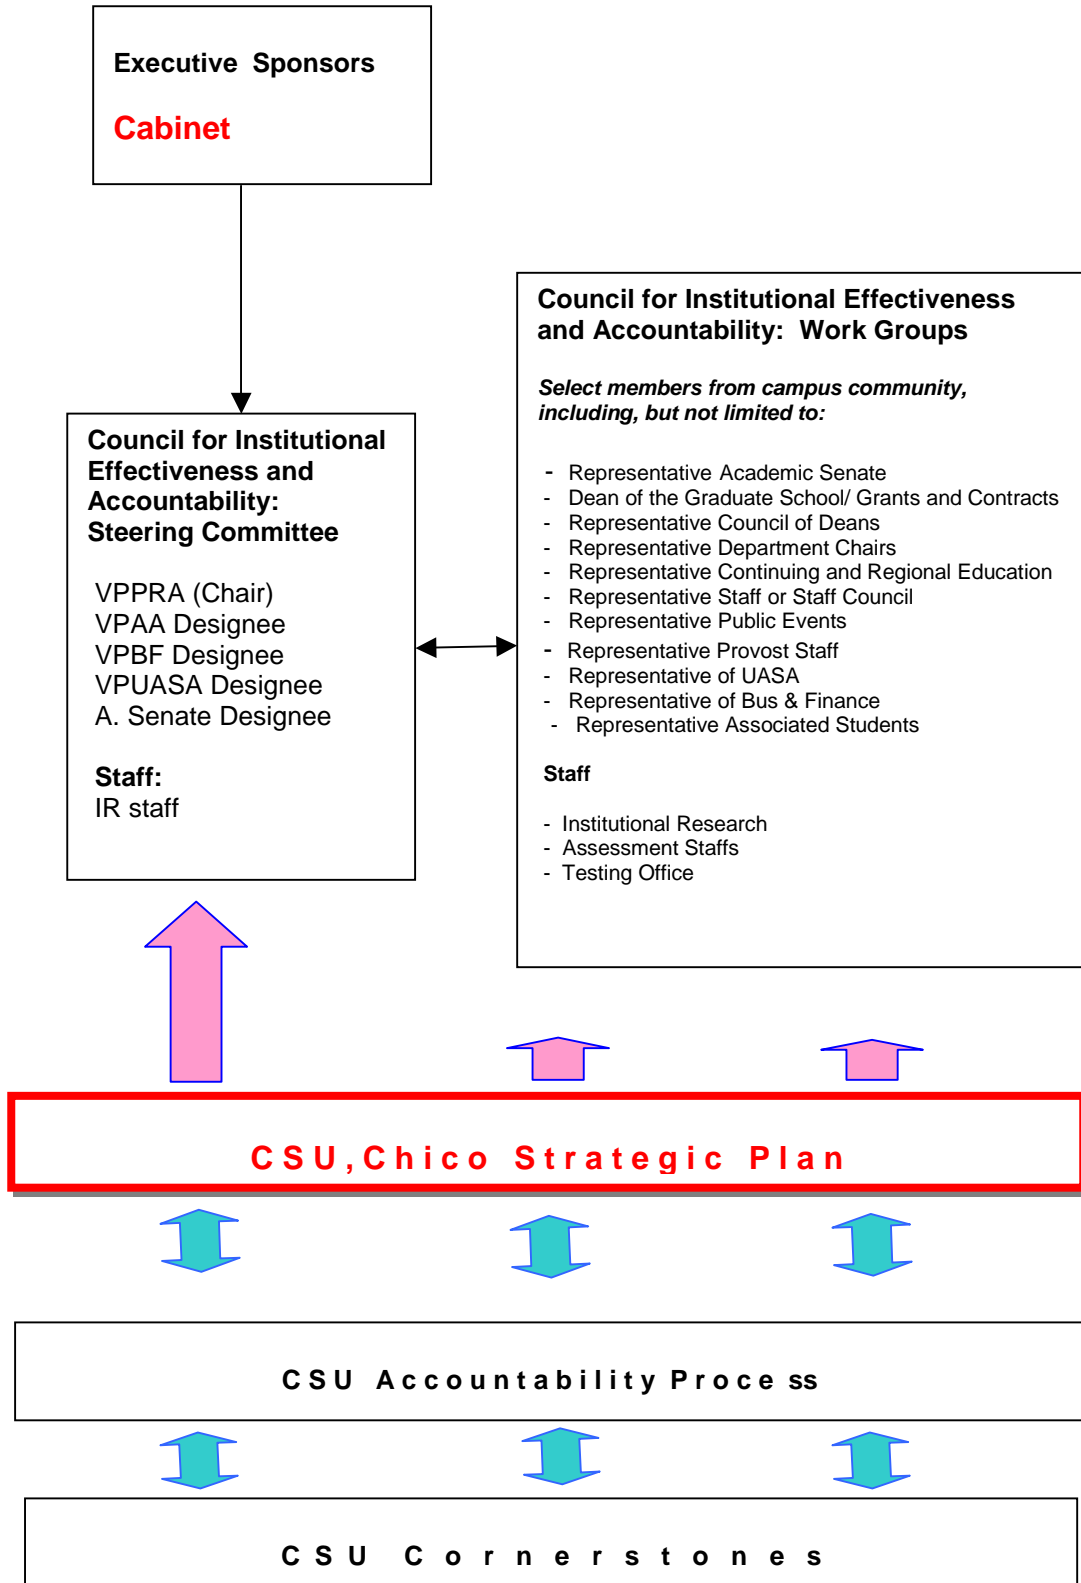 Executive Sponsors
Cabinet
Council for Institutional Effectiveness
and Accountability: Work Groups
Select members from campus community,
including, but not limited to:
- Representative Academic Senate
- Dean of the Graduate School/ Grants and Contracts
- Representative Council of Deans
- Representative Department Chairs
- Representative Continuing and Regional Education
- Representative Staff or Staff Council
- Representative Public Events
- Representative Provost Staff
- Representative of UASA
- Representative of Bus & Finance
- Representative Associated Students
Staff
- Institutional Research
- Assessment Staffs
- Testing Office
Council for Institutional
Effectiveness and
Accountability:
Steering Committee
VPPRA (Chair)
VPAA Designee
VPBF Designee
VPUASA Designee
A. Senate Designee
Staff:
IR staff
CSU,Chico Strategic Plan
CSU Accountability Process
CSU Cornerstones